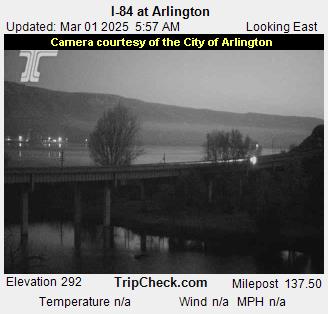 I-84 at Arlington
Updated: Mar 01 2025 5:57 AM Looking East
Camera courtesy of the City of Arlington
Elevation 292 TripCheck.com Milepost 137.50
Temperature n/a Wind n/a MPH n/a